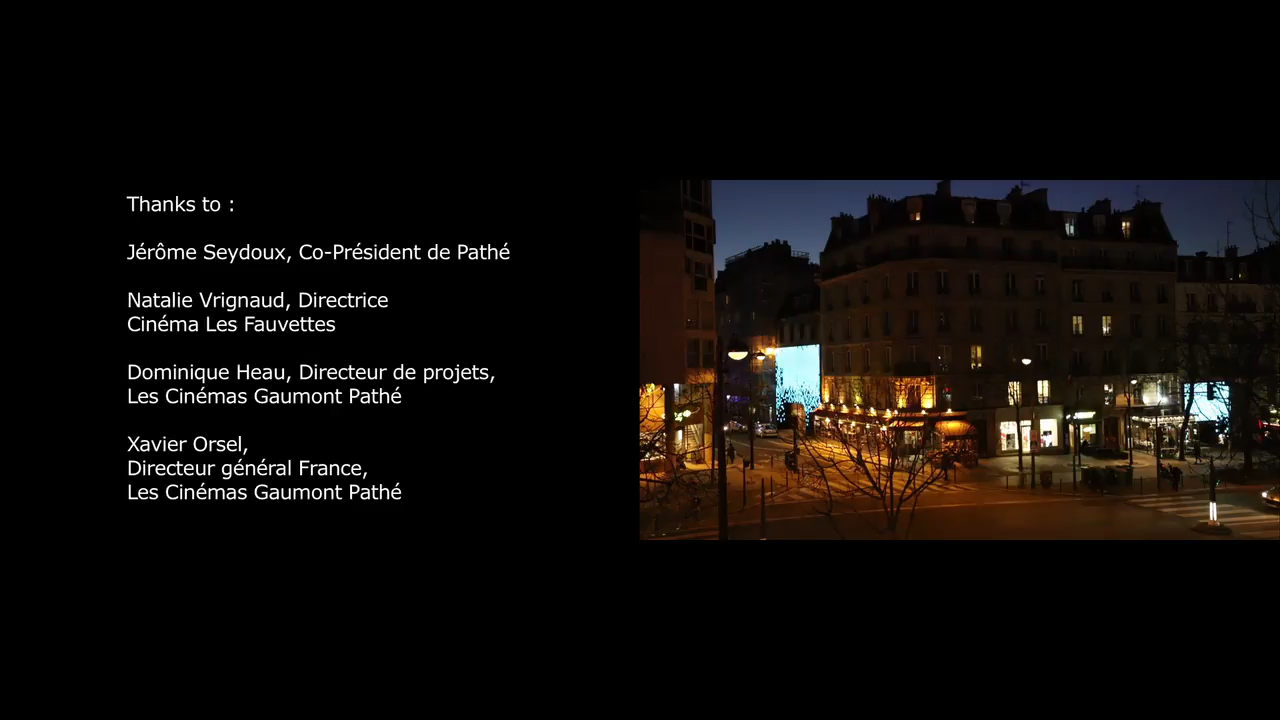 Thanks to :
Jérôme Seydoux, Co-Président de Pathé
Natalie Vrignaud, Directrice
Cinéma Les Fauvettes
Dominique Heau, Directeur de projets,
Les Cinémas Gaumont Pathé
Xavier Orsel,
Directeur général France,
Les Cinémas Gaumont Pathé